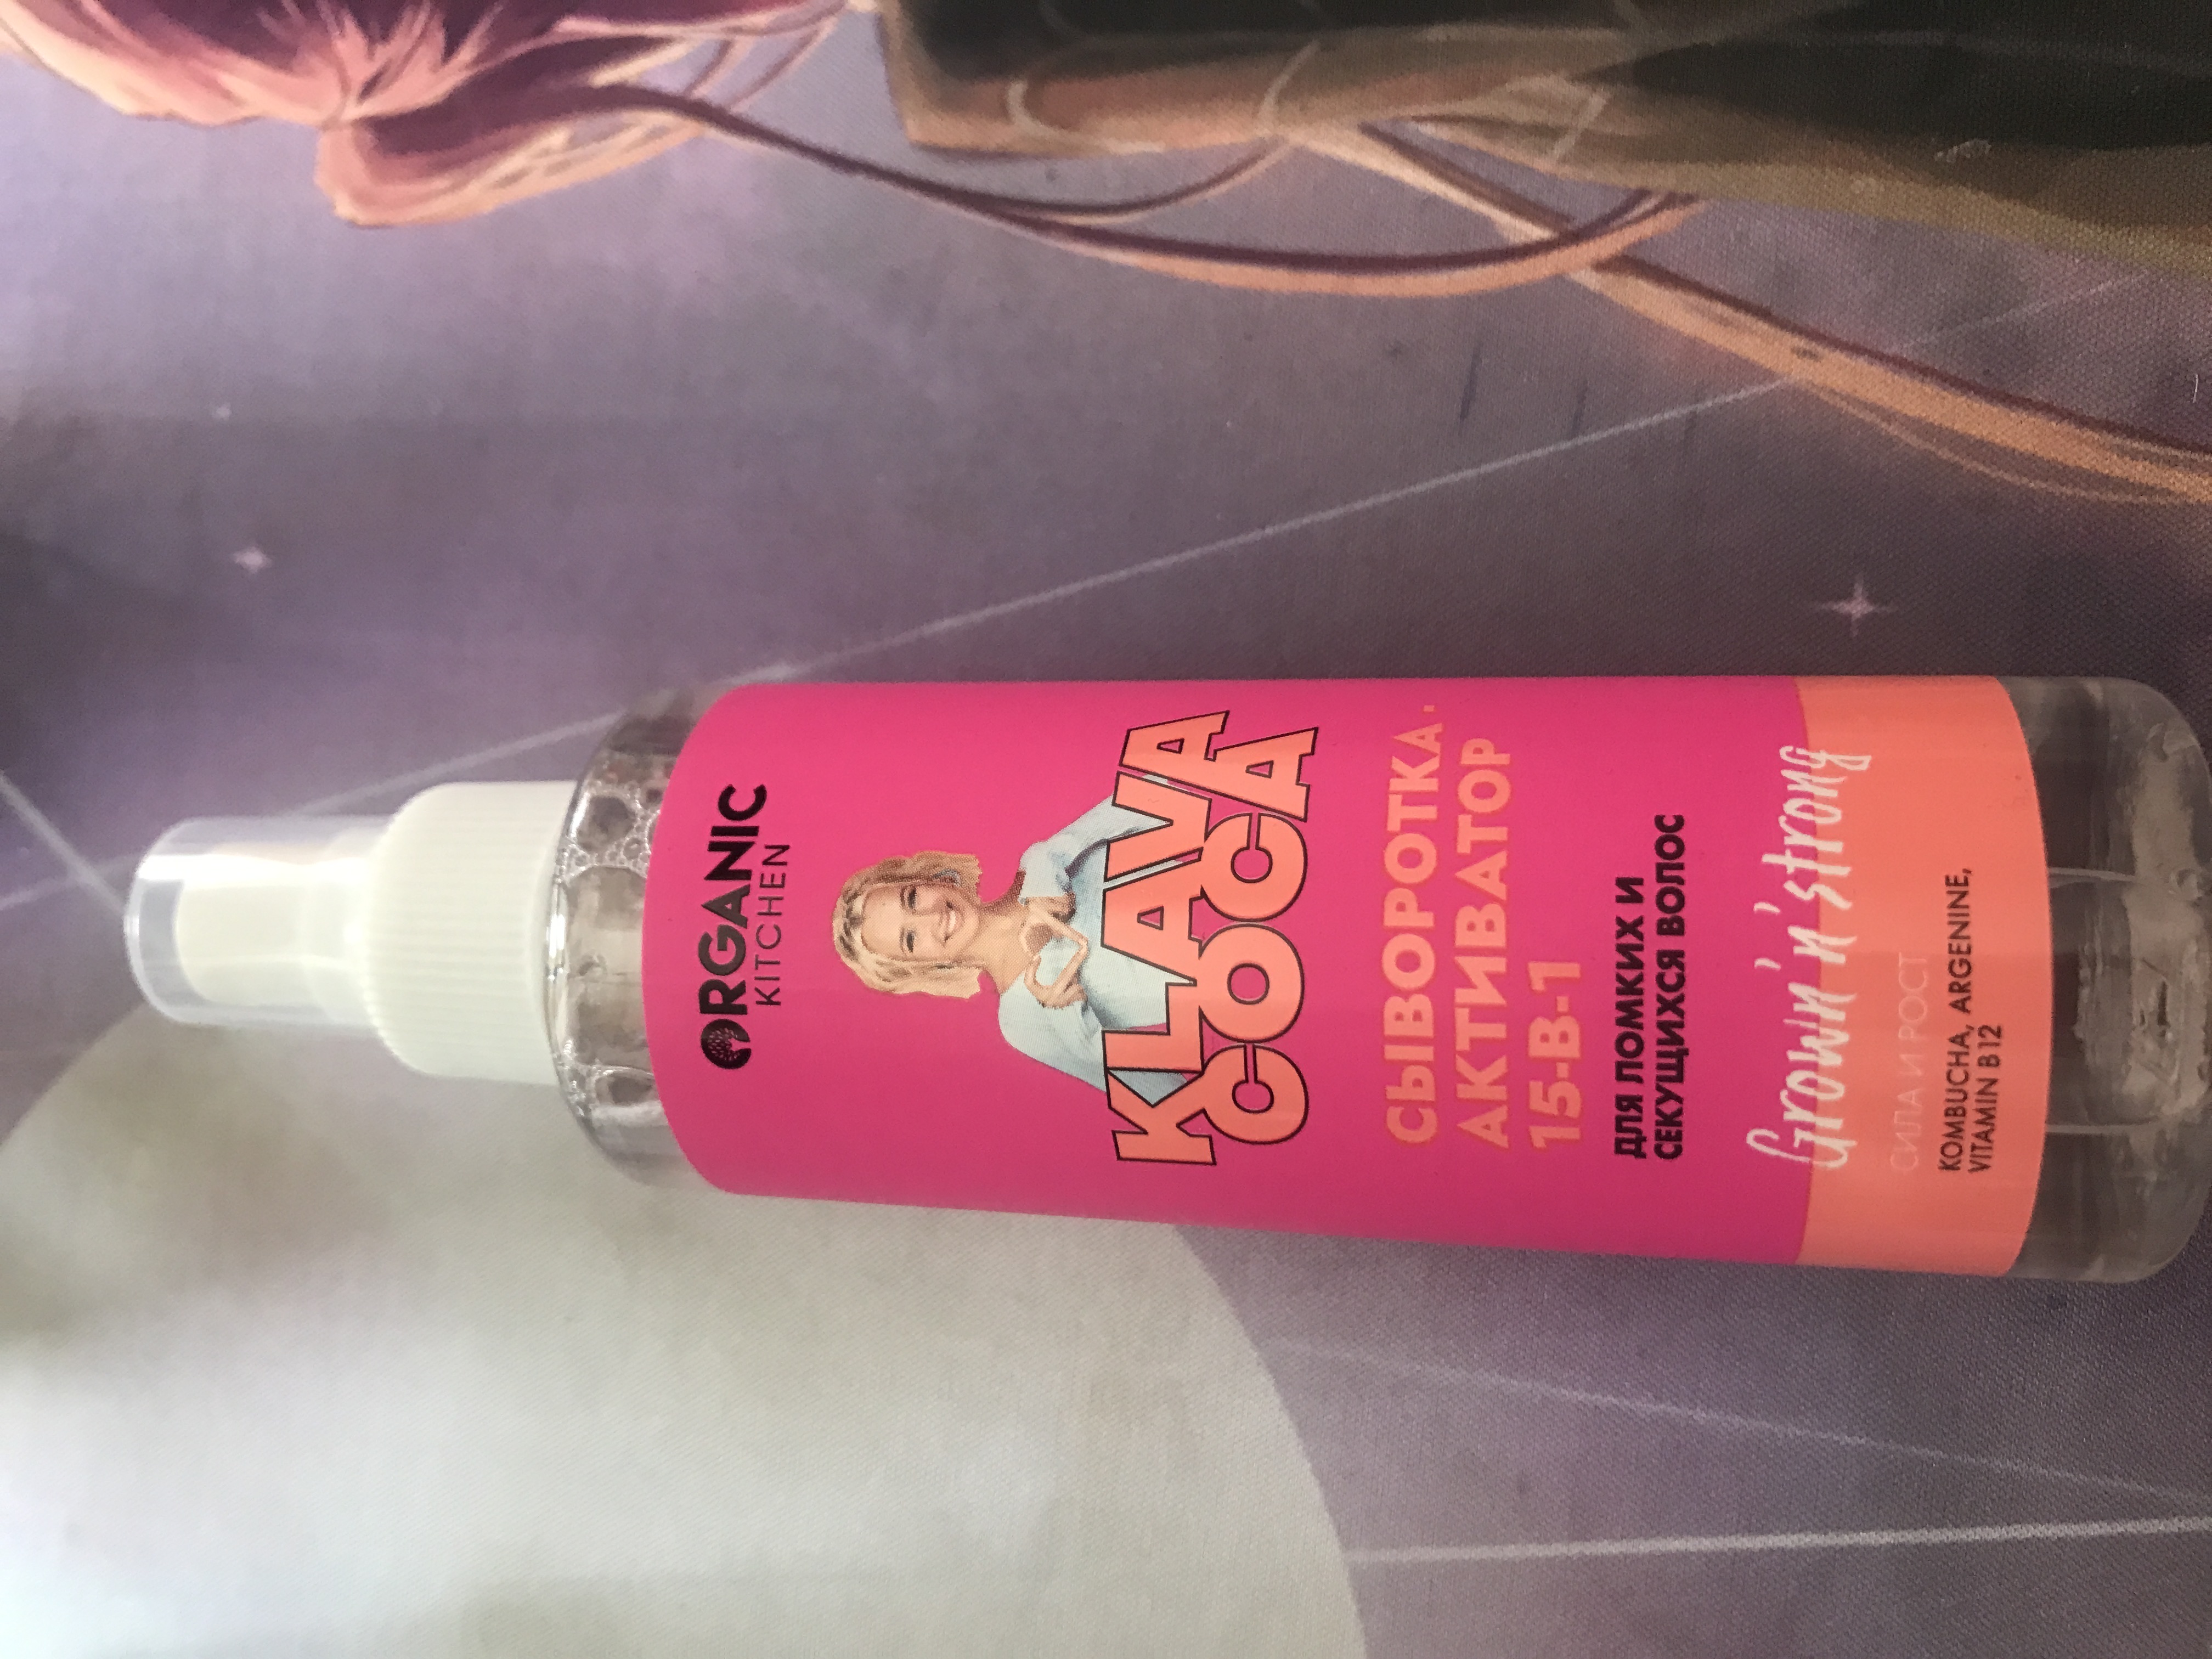 ORGANIC
KITCHEN
KLAVA
COCA
СЫВОРОТКА-
АКТИВАТОР
15-В-1
ДЛЯ ЛОМКИХ И
СЕКУЩИХСЯ ВОЛОС
Grown'n'strong
СИЛА И РОСТ
KOMBUCHA, ARGENINE,
VITAMIN B12